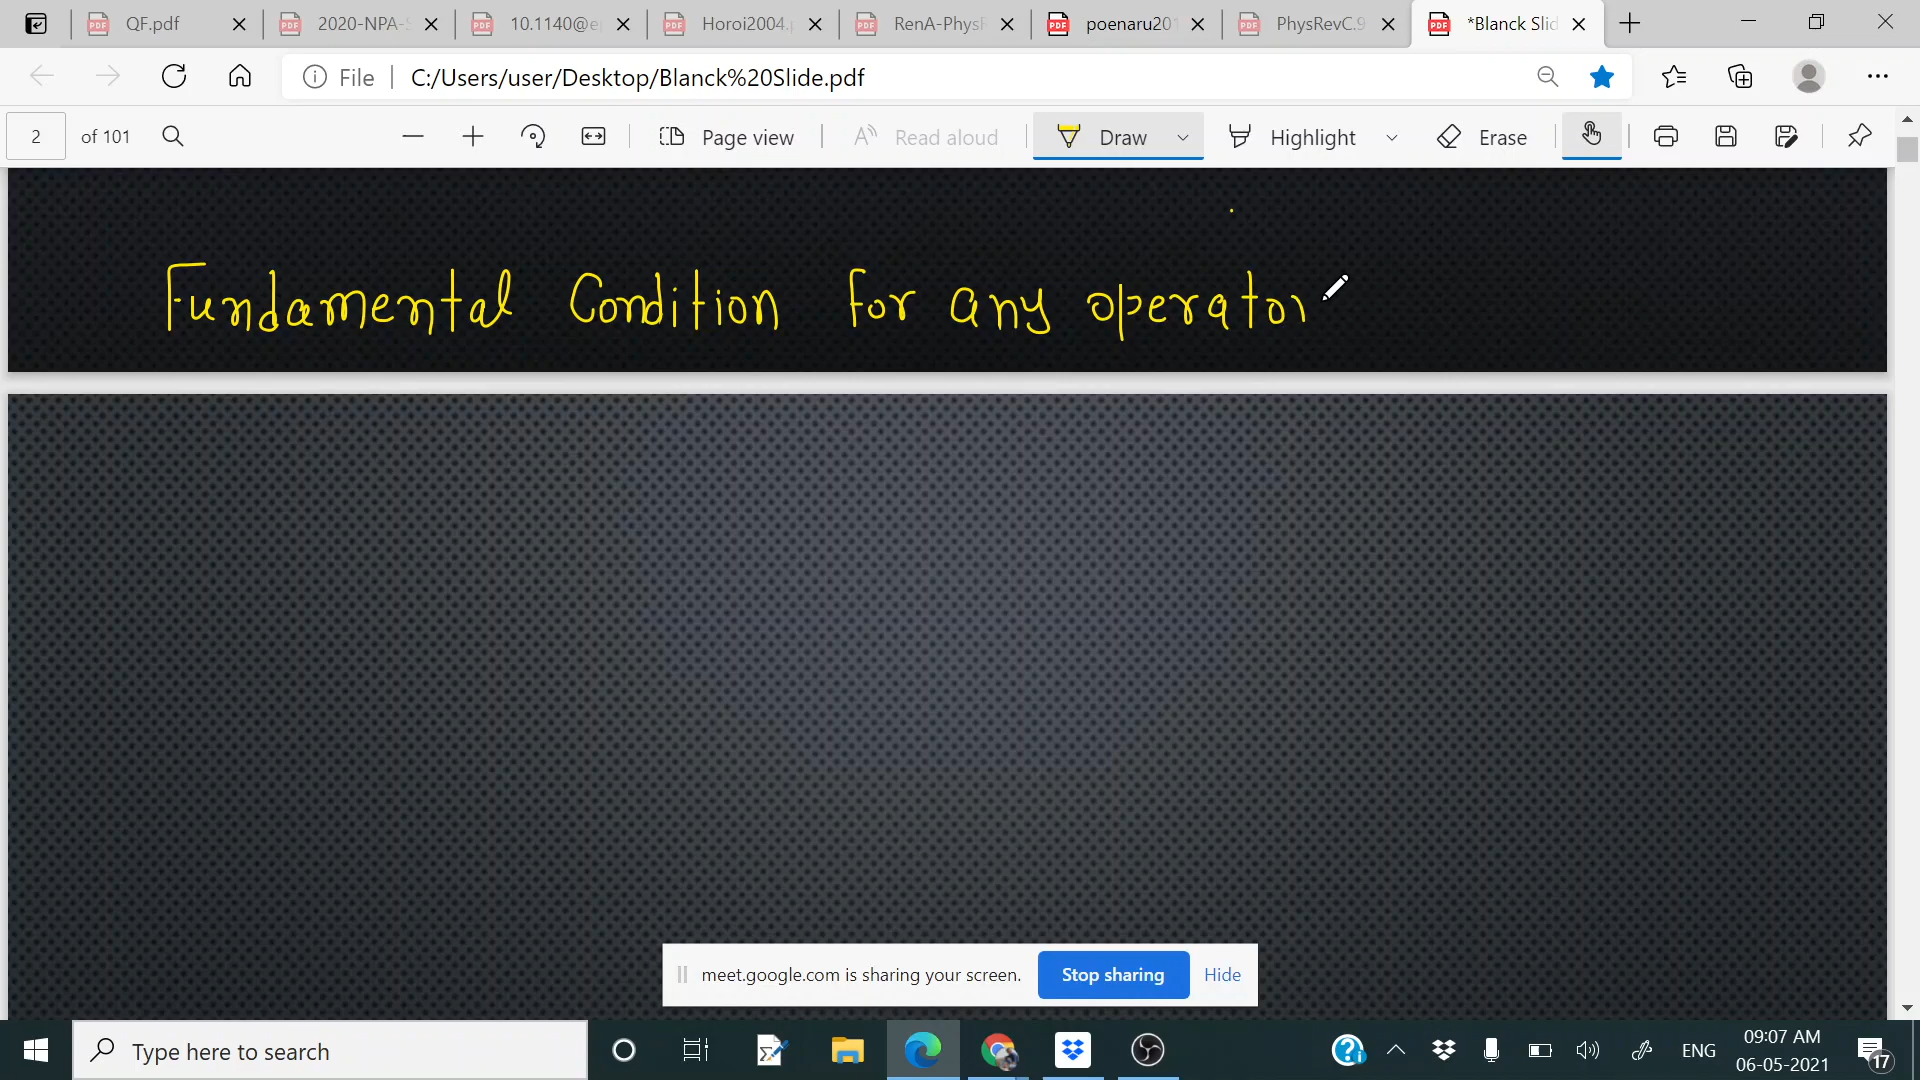 QF.pdf
2020-NPA-S
10.1140@e
Horoi2004.p
RenA-PhysR
poenaru201
PhysRevC.9
*Blanck Slid
File
C:/Users/user/Desktop/Blanck%20Slide.pdf
2 of 101
Page view
Read aloud
Draw
Highlight
Erase
Fundamental Condition for any operator
meet.google.com is sharing your screen.
Stop sharing
Hide
Type here to search
ENG
09:07 AM
06-05-2021
17